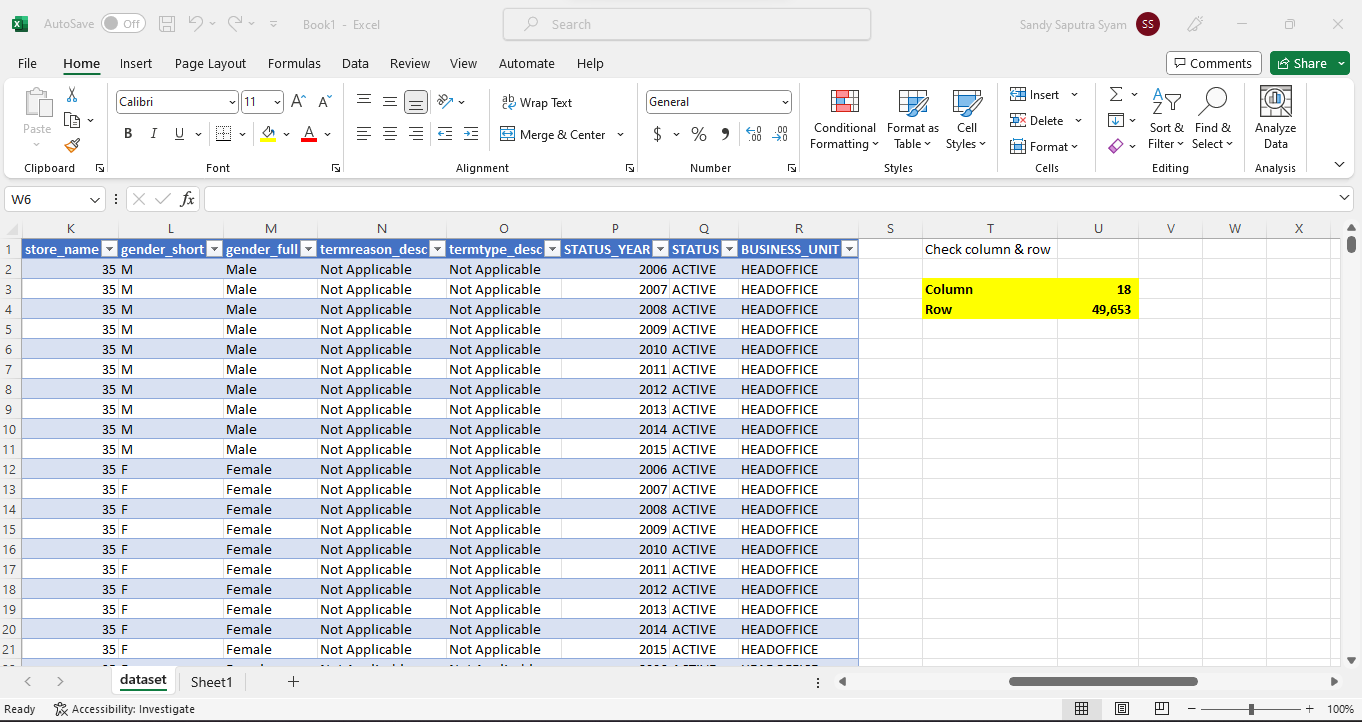 AutoSave Off Book1 - Excel Search Sandy Saputra Syam SS
File Home Insert Page Layout Formulas Data Review View Automate Help Comments Share
Paste Calibri 11 Wrap Text General Conditional Formatting Format as Table Cell Styles Insert Sort & Filter Find & Select Analyze Data
B I U Merge & Center $ % Delete
Format
Clipboard Font Alignment Number Styles Cells Editing Analysis
W6 fx
K L M N O P Q R S T U V W X
1 store_name gender_short gender_full termreason_desc termtype_desc STATUS_YEAR STATUS BUSINESS_UNIT Check column & row
2 35 M Male Not Applicable Not Applicable 2006 ACTIVE HEADOFFICE
3 35 M Male Not Applicable Not Applicable 2007 ACTIVE HEADOFFICE Column 18
4 35 M Male Not Applicable Not Applicable 2008 ACTIVE HEADOFFICE Row 49,653
5 35 M Male Not Applicable Not Applicable 2009 ACTIVE HEADOFFICE
6 35 M Male Not Applicable Not Applicable 2010 ACTIVE HEADOFFICE
7 35 M Male Not Applicable Not Applicable 2011 ACTIVE HEADOFFICE
8 35 M Male Not Applicable Not Applicable 2012 ACTIVE HEADOFFICE
9 35 M Male Not Applicable Not Applicable 2013 ACTIVE HEADOFFICE
10 35 M Male Not Applicable Not Applicable 2014 ACTIVE HEADOFFICE
11 35 M Male Not Applicable Not Applicable 2015 ACTIVE HEADOFFICE
12 35 F Female Not Applicable Not Applicable 2006 ACTIVE HEADOFFICE
13 35 F Female Not Applicable Not Applicable 2007 ACTIVE HEADOFFICE
14 35 F Female Not Applicable Not Applicable 2008 ACTIVE HEADOFFICE
15 35 F Female Not Applicable Not Applicable 2009 ACTIVE HEADOFFICE
16 35 F Female Not Applicable Not Applicable 2010 ACTIVE HEADOFFICE
17 35 F Female Not Applicable Not Applicable 2011 ACTIVE HEADOFFICE
18 35 F Female Not Applicable Not Applicable 2012 ACTIVE HEADOFFICE
19 35 F Female Not Applicable Not Applicable 2013 ACTIVE HEADOFFICE
20 35 F Female Not Applicable Not Applicable 2014 ACTIVE HEADOFFICE
21 35 F Female Not Applicable Not Applicable 2015 ACTIVE HEADOFFICE
dataset Sheet1
Ready Accessibility: Investigate 100%